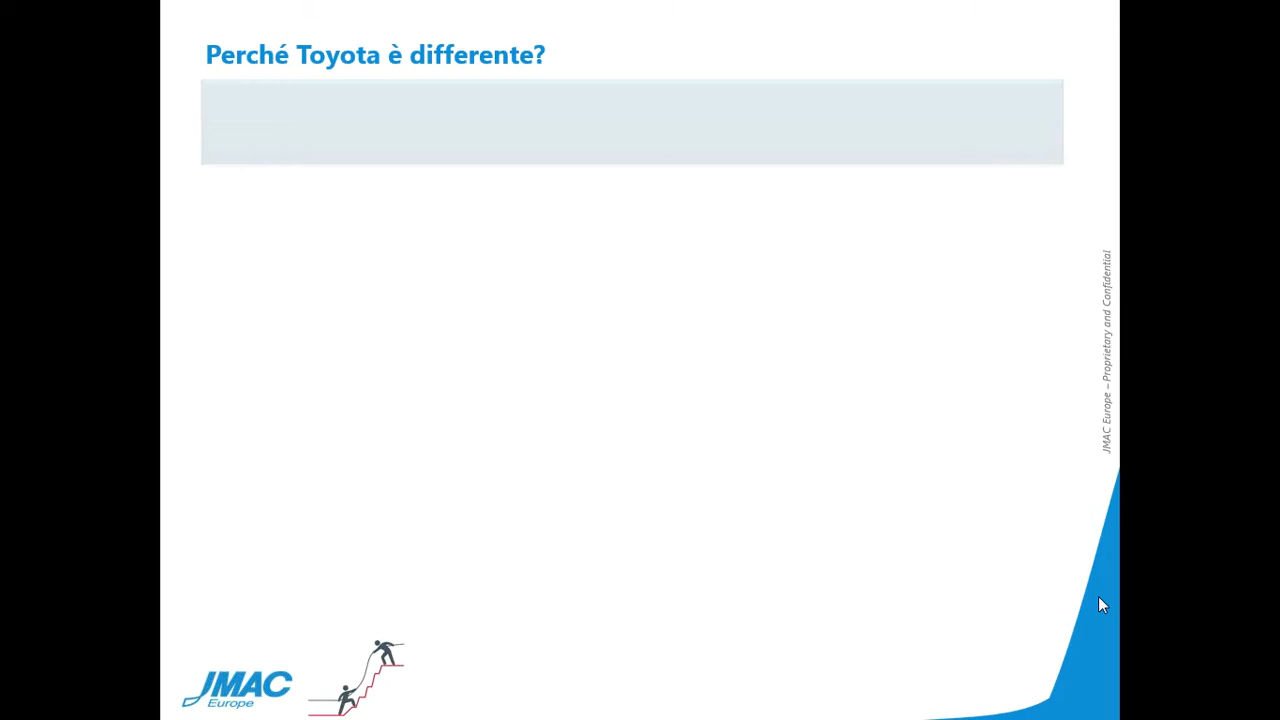 Perché Toyota è differente?
JMAC Europe – Proprietary and Confidential
JMAC
Europe